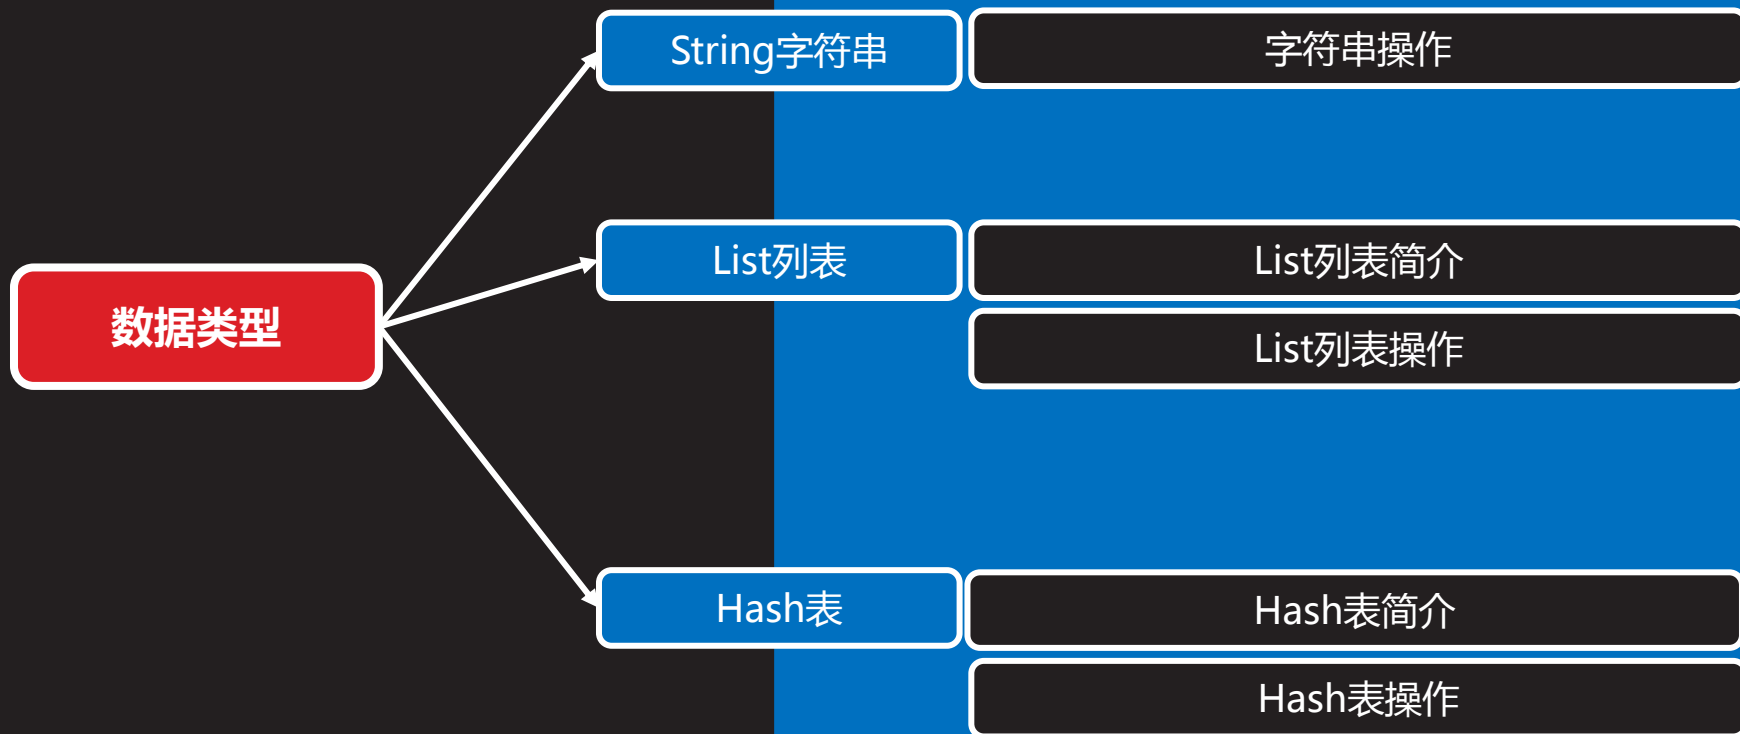 String字符串
字符串操作
List列表
List列表简介
List列表操作
数据类型
Hash表
Hash表简介
Hash表操作